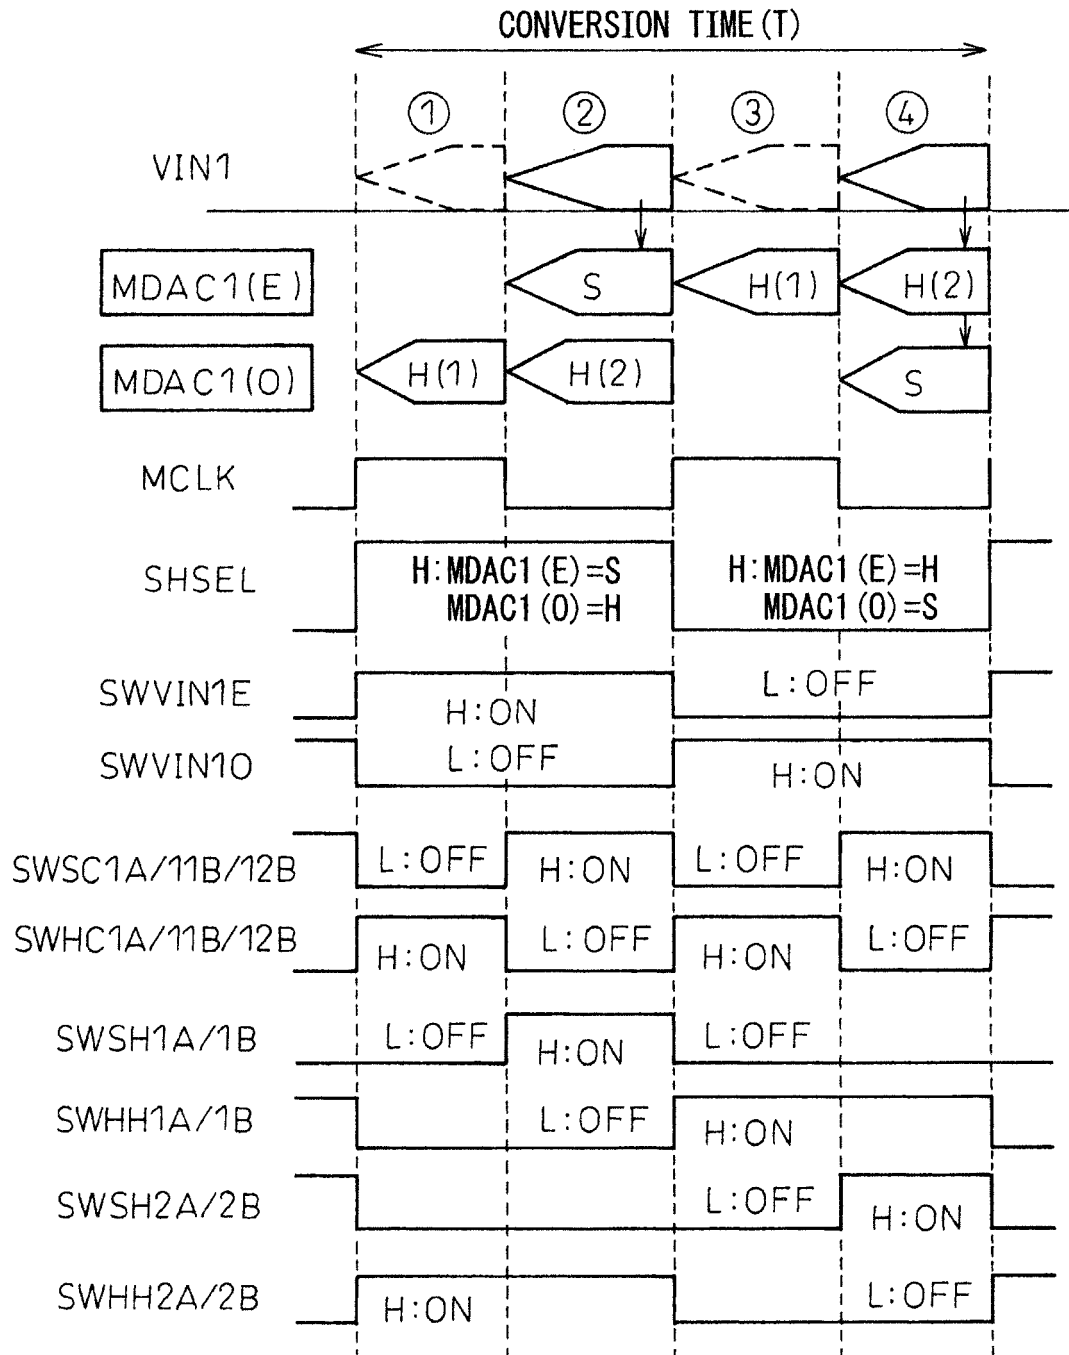 CONVERSION TIME(T)
① ② ③ ④
VIN1
MDAC1(E) S H(1) H(2)
MDAC1(O) H(1) H(2) S
MCLK
SHSEL H:MDAC1(E)=S H:MDAC1(E)=H
MDAC1(O)=H MDAC1(O)=S
SWVIN1E H:ON L:OFF
SWVIN1O L:OFF H:ON
SWSC1A/11B/12B L:OFF H:ON L:OFF H:ON
SWHC1A/11B/12B H:ON L:OFF H:ON L:OFF
SWSH1A/1B L:OFF H:ON L:OFF
SWHH1A/1B L:OFF H:ON
SWSH2A/2B L:OFF H:ON
SWHH2A/2B H:ON L:OFF